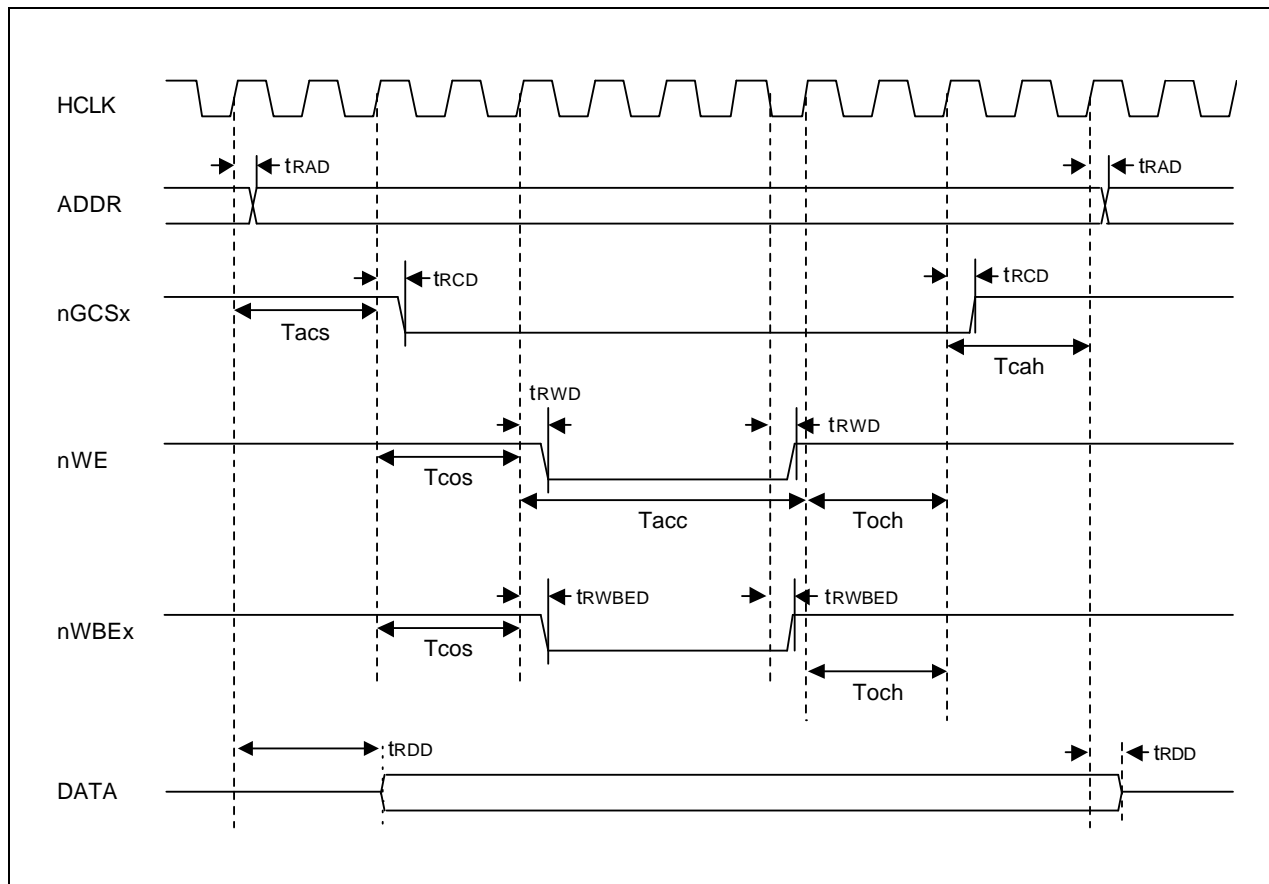 HCLK
tRAD
tRAD
ADDR
tRCD
tRCD
nGCSx
Tacs
Tcah
tRWD
tRWD
nWE
Tcos
Tacc
Toch
tRWBED
tRWBED
nWBEx
Tcos
Toch
tRDD
tRDD
DATA